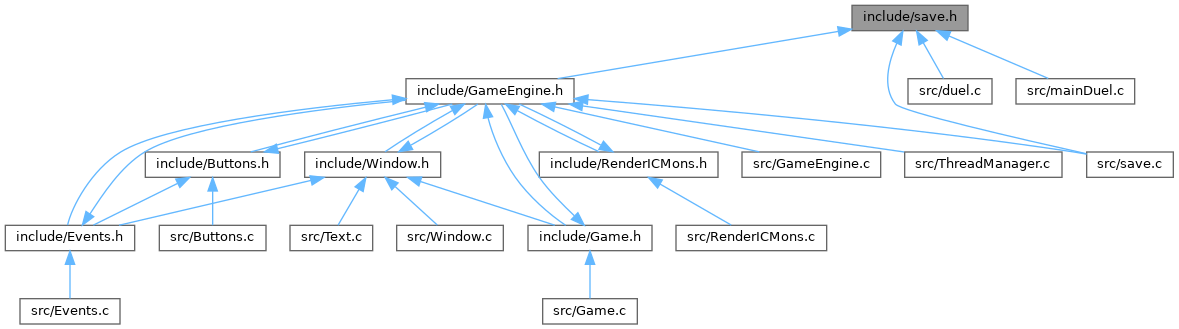 include/save.h
include/GameEngine.h
src/duel.c
src/mainDuel.c
include/Buttons.h
include/Window.h
include/RenderICMons.h
src/GameEngine.c
src/ThreadManager.c
src/save.c
include/Events.h
src/Buttons.c
src/Text.c
src/Window.c
include/Game.h
src/RenderICMons.c
src/Events.c
src/Game.c